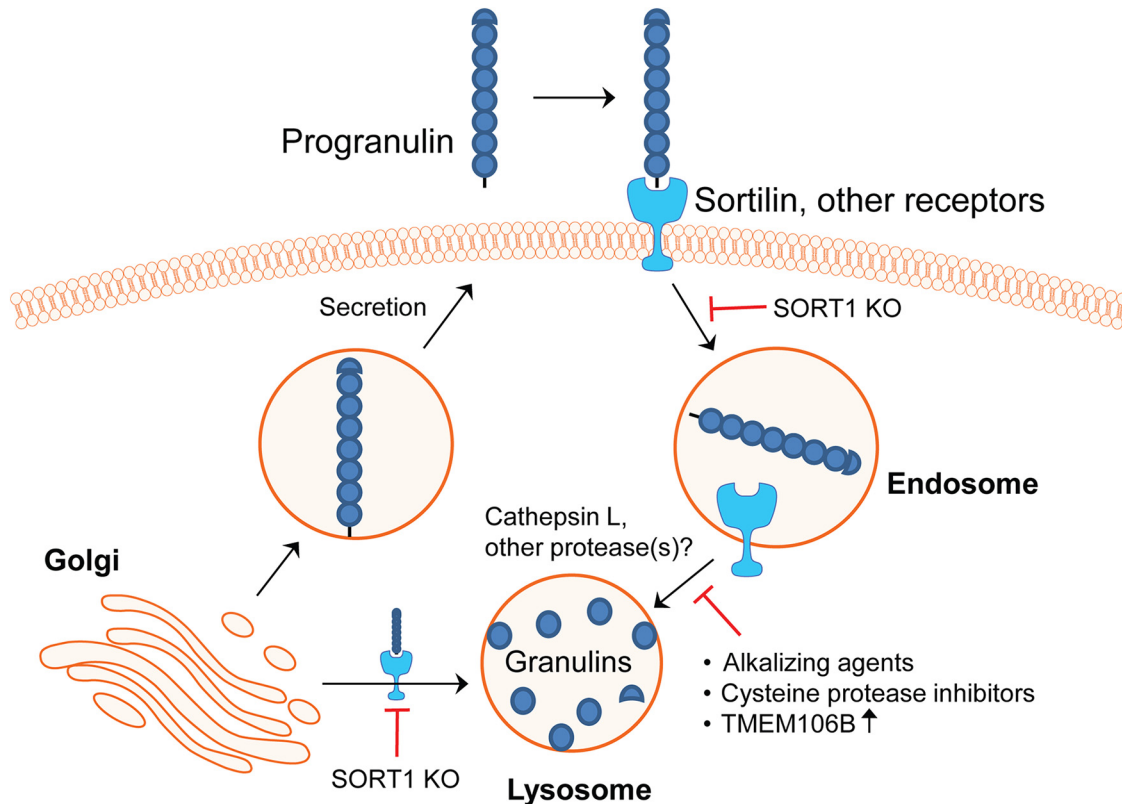 Progranulin
Sortilin, other receptors
Secretion
SORT1 KO
Endosome
Cathepsin L,
other protease(s)?
Golgi
Granulins
• Alkalizing agents
• Cysteine protease inhibitors
• TMEM106B ↑
SORT1 KO
Lysosome